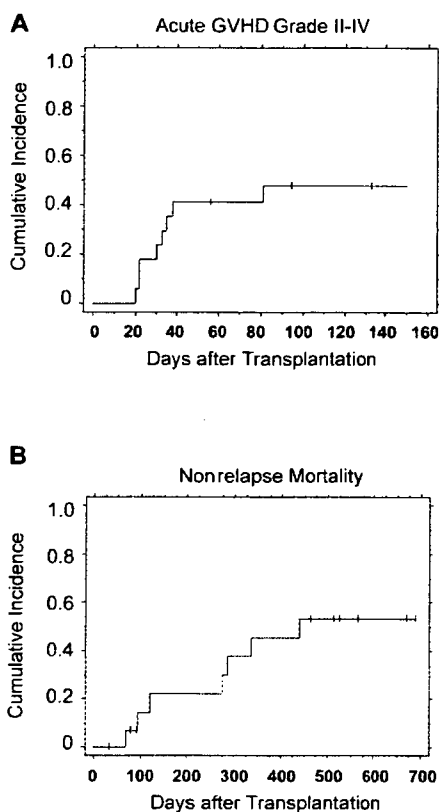 A
Acute GVHD Grade II-IV
Cumulative Incidence
1.0
0.8
0.6
0.4
0.2
0
0 20 40 60 80 100 120 140 160
Days after Transplantation
B
Nonrelapse Mortality
Cumulative Incidence
1.0
0.8
0.6
0.4
0.2
0
0 100 200 300 400 500 600 700
Days after Transplantation